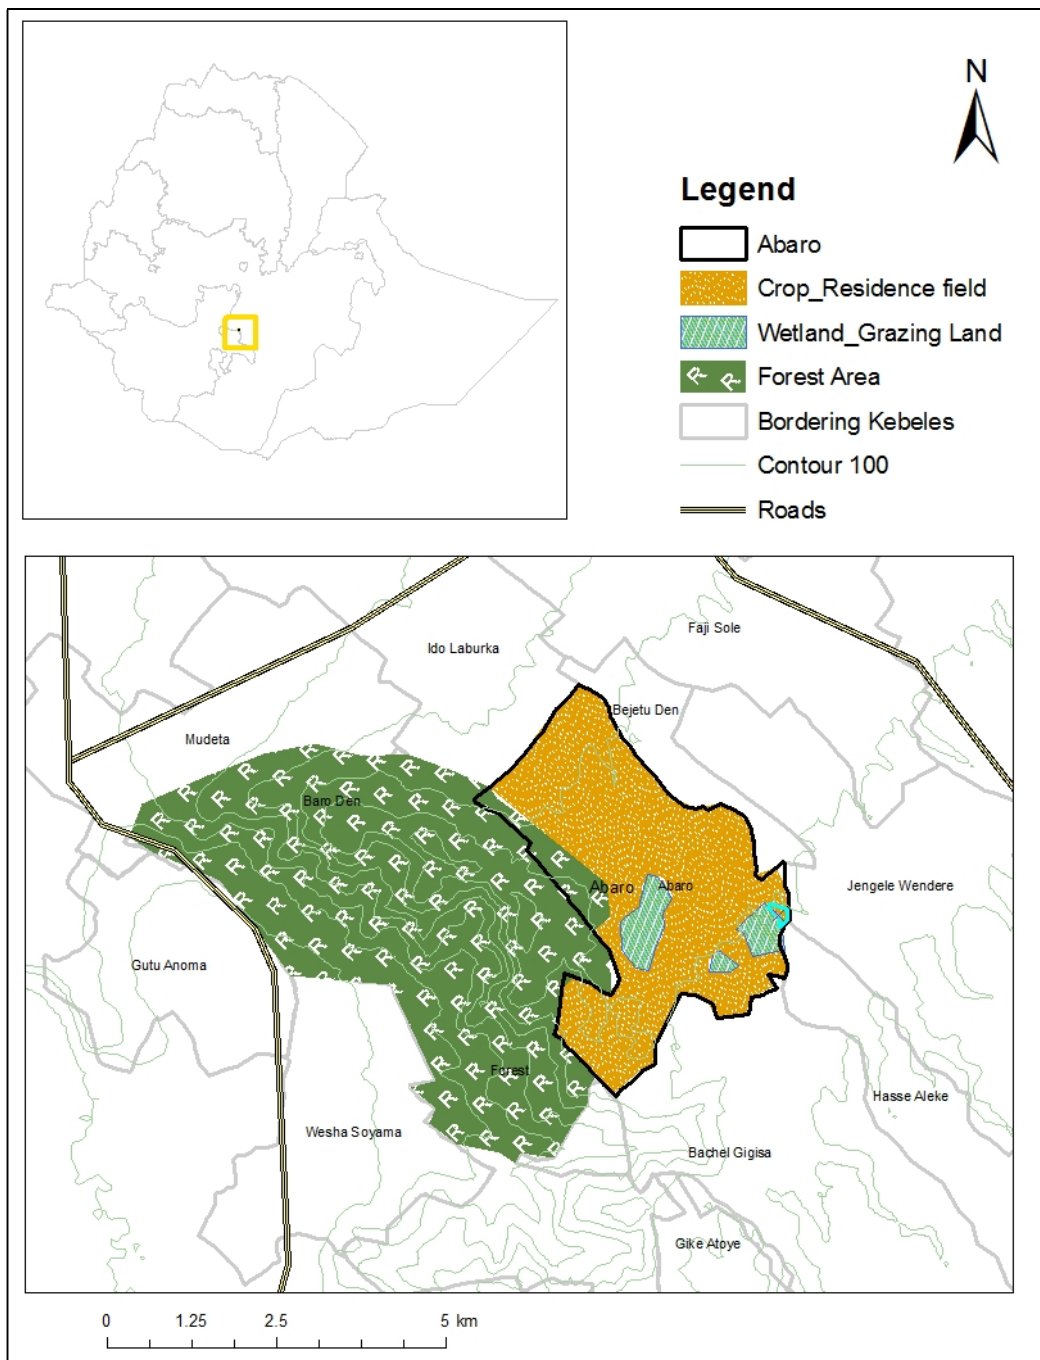 N
Legend
Abaro
Crop_Residence field
Wetland_Grazing Land
Forest Area
Bordering Kebeles
Contour 100
Roads
Faji Sole
Ido Laburka
Bejetu Den
Mudeta
Baro Den
Abaro
Abaro
Jengele Wendere
Gutu Anoma
Forest
Hasse Aleke
Wesha Soyama
Bachel Gigisa
Gike Atoye
0 1.25 2.5 5 km